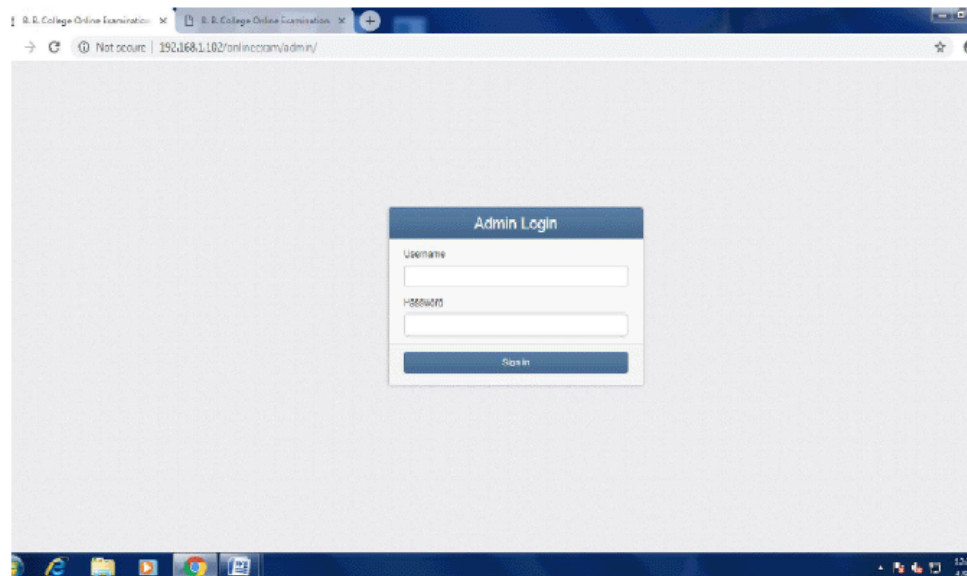 B. B. College Online Examination × B. B. College Online Examination × +
Not secure | 192.168.1.102/onlineexam/admin/
Admin Login
Username
Password
Sign in